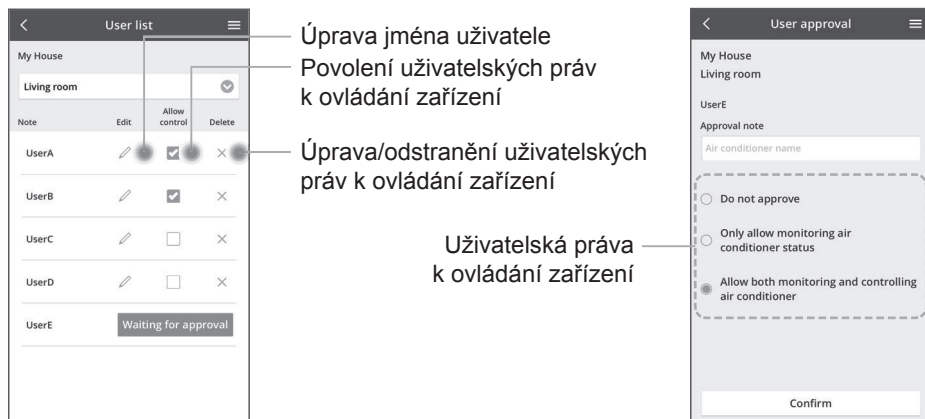 User list
My House
Living room
Note Edit Allow control Delete
UserA
UserB
UserC
UserD
UserE Waiting for approval
Úprava jména uživatele
Povolení uživatelských práv
k ovládání zařízení
Úprava/odstranění uživatelských
práv k ovládání zařízení
Uživatelská práva
k ovládání zařízení
User approval
My House
Living room
UserE
Approval note
Air conditioner name
Do not approve
Only allow monitoring air
conditioner status
Allow both monitoring and controlling
air conditioner
Confirm